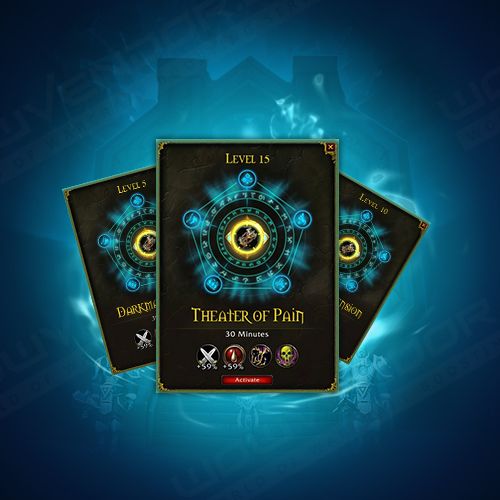 LEVEL 15
THEATER OF PAIN
30 Minutes
+59% +59%
Activate
LEVEL 5
LEVEL 10